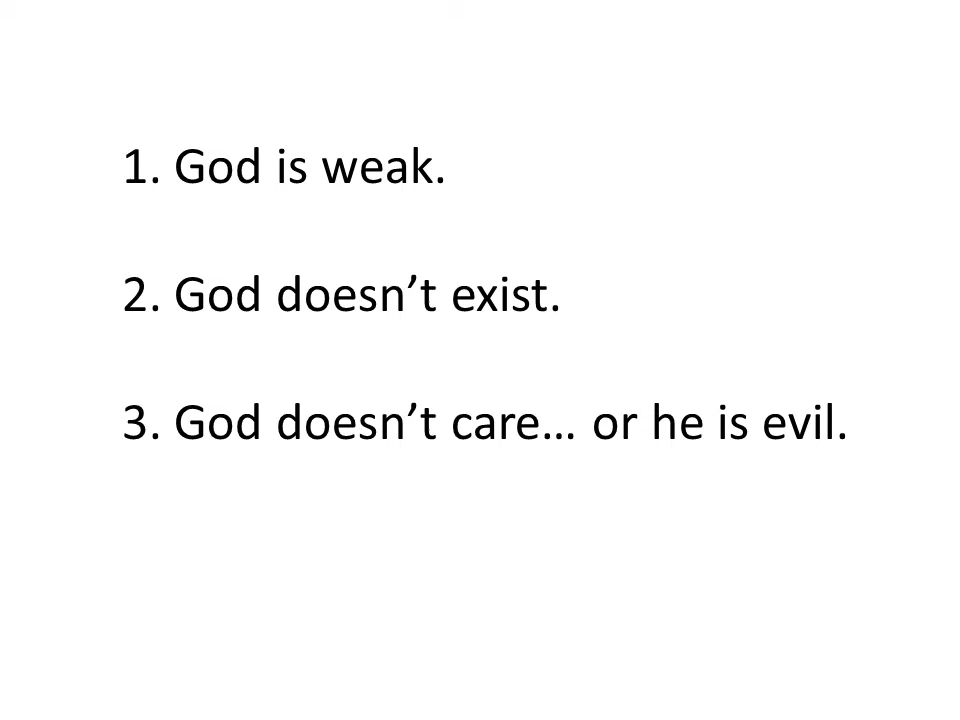 1. God is weak.
2. God doesn’t exist.
3. God doesn’t care… or he is evil.